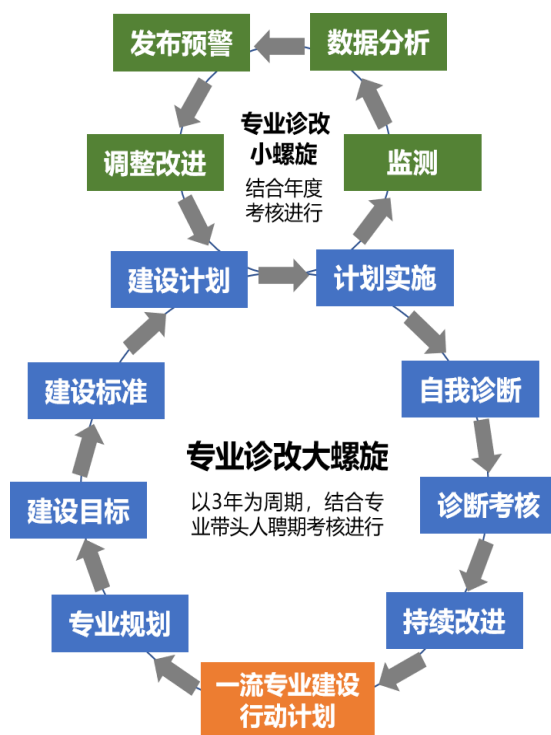 发布预警
数据分析
专业诊改
小螺旋
调整改进
监测
结合年度
考核进行
建设计划
计划实施
建设标准
自我诊断
专业诊改大螺旋
建设目标
以3年为周期，结合专
业带头人聘期考核进行
诊断考核
专业规划
持续改进
一流专业建设
行动计划